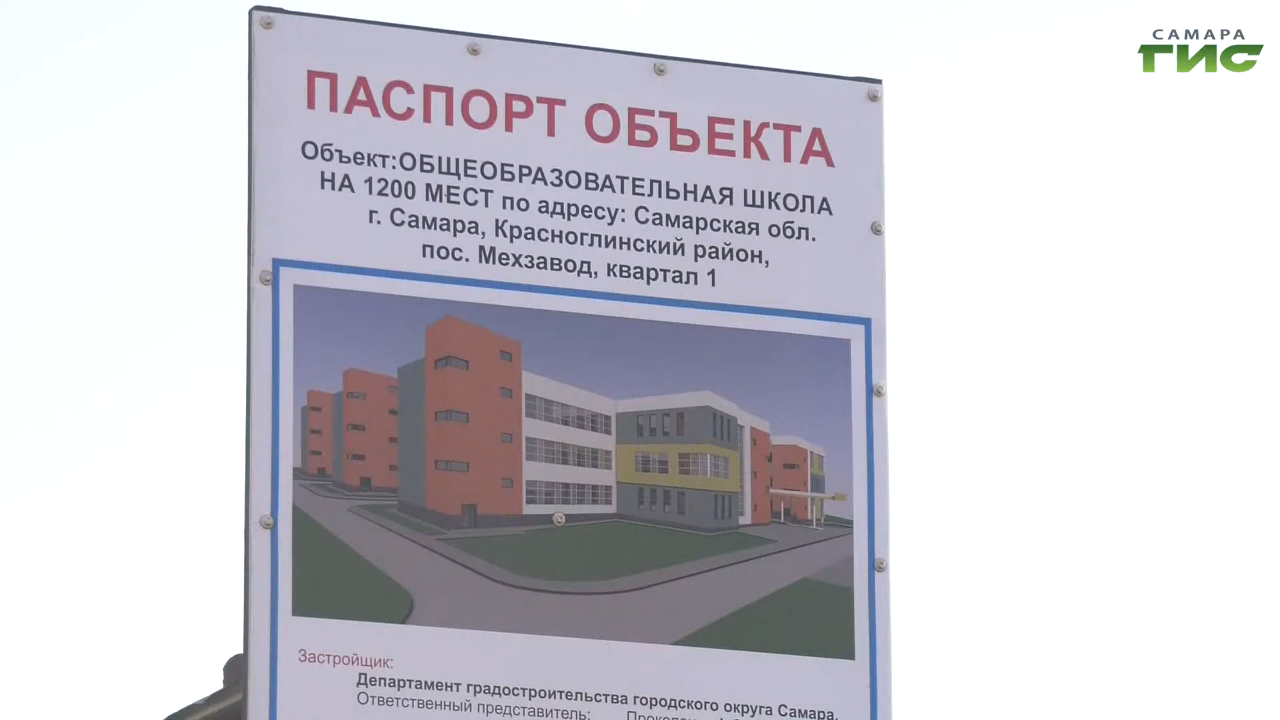 САМАРА
ГИС
ПАСПОРТ ОБЪЕКТА
Объект:ОБЩЕОБРАЗОВАТЕЛЬНАЯ ШКОЛА
НА 1200 МЕСТ по адресу: Самарская обл.
г. Самара, Красноглинский район,
пос. Мехзавод, квартал 1
Застройщик:
Департамент градостроительства городского округа Самара.
Ответственный представитель: